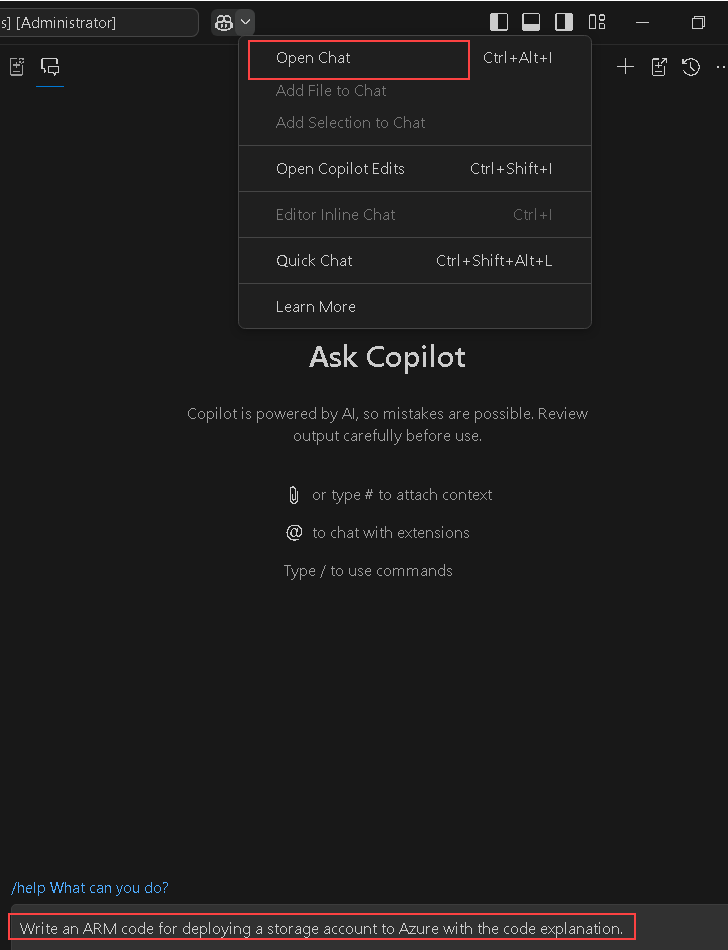 s] [Administrator]
Open Chat Ctrl+Alt+I
Add File to Chat
Add Selection to Chat
Open Copilot Edits Ctrl+Shift+I
Editor Inline Chat Ctrl+I
Quick Chat Ctrl+Shift+Alt+L
Learn More
Ask Copilot
Copilot is powered by AI, so mistakes are possible. Review
output carefully before use.
or type # to attach context
@ to chat with extensions
Type / to use commands
/help What can you do?
Write an ARM code for deploying a storage account to Azure with the code explanation.